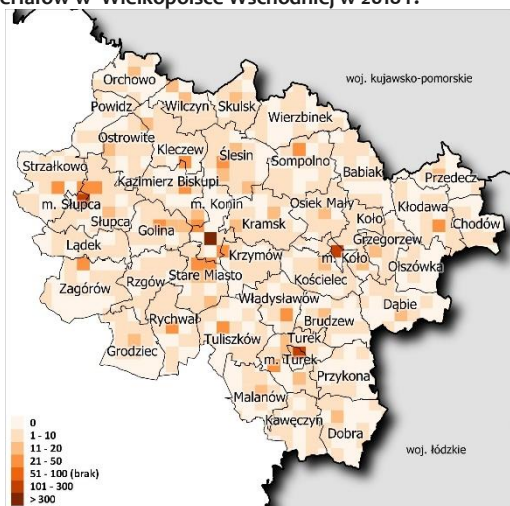 eriałów w Wielkopolsce Wschodniej w 2018 r.
Orchowo
woj. kujawsko-pomorskie
Powidz
Wilczyn
Skulsk
Wierzbinek
Ostrowite
Kleczew
Ślesin
Sompolno
Strzałkowo
Kazimierz Biskupi
Babiak
Przedecz
m. Słupca
m. Konin
Osiek Mały
Kłodawa
Słupca
Golina
Kramsk
Koło
Chodów
Lądek
Grzegorzew
Krzymów
m. Koło
Olszówka
Stare Miasto
Kościelec
Zagórów
Rzgów
Władysławów
Dąbie
Rychwał
Brudzew
Tuliszków
Turek
Grodziec
m. Turek
Przykona
Malanów
Kawęczyn
Dobra
woj. łódzkie
0
1 - 10
11 - 20
21 - 50
51 - 100 (brak)
101 - 300
> 300